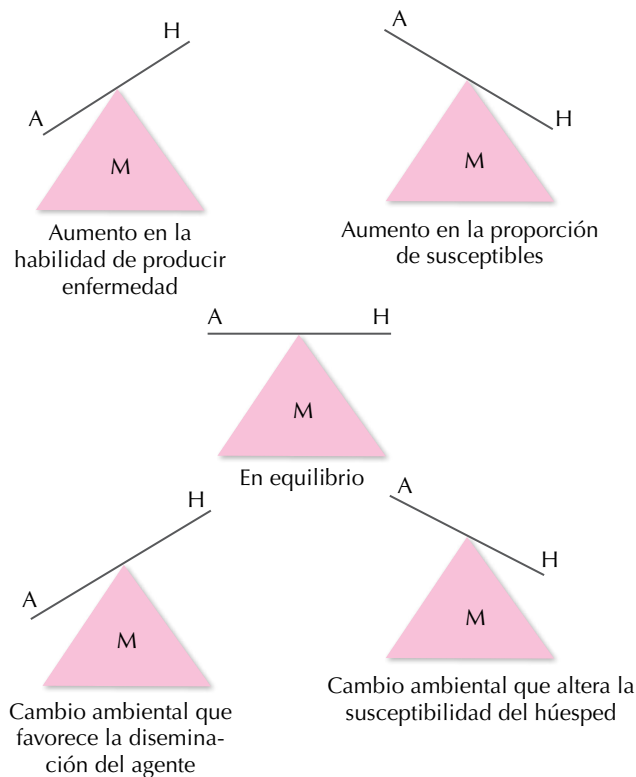 H
A
M
Aumento en la
habilidad de producir
enfermedad
A
H
M
Aumento en la proporción
de susceptibles
A H
M
En equilibrio
H
A
M
Cambio ambiental que
favorece la disemina-
ción del agente
A
H
M
Cambio ambiental que altera la
susceptibilidad del húesped